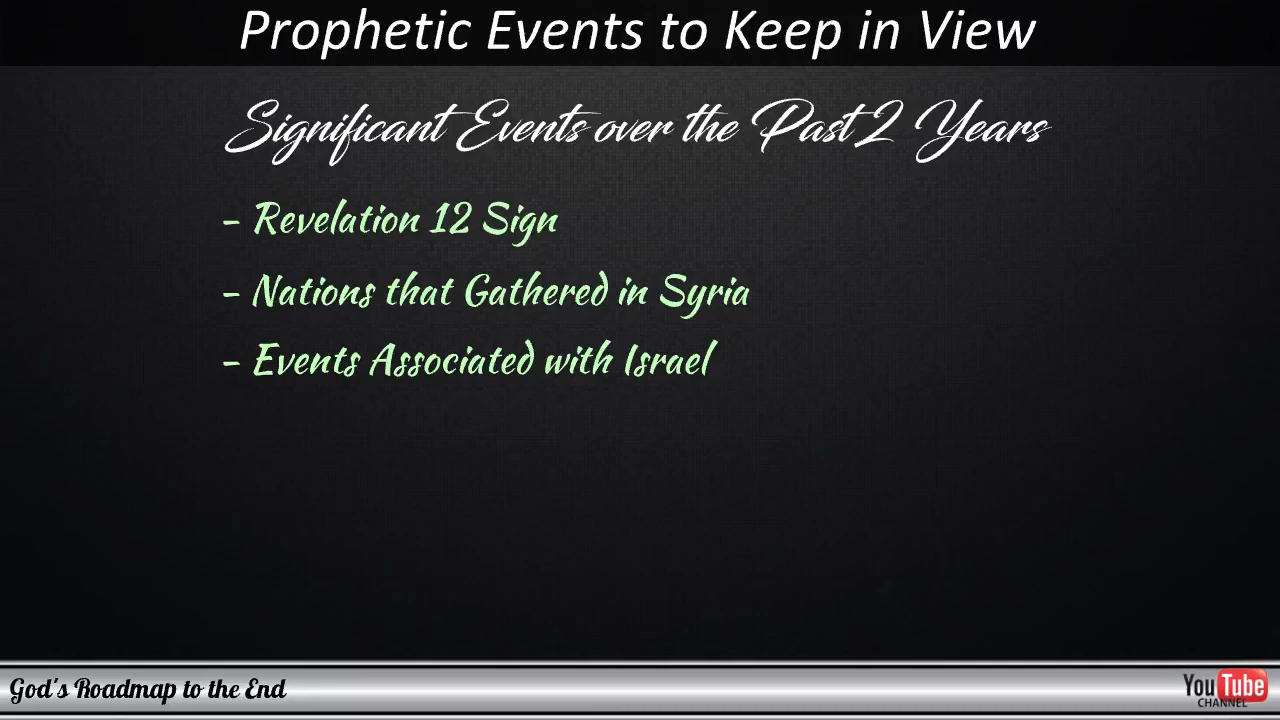 Prophetic Events to Keep in View
Significant Events over the Past 2 Years
- Revelation 12 Sign
- Nations that Gathered in Syria
- Events Associated with Israel
God's Roadmap to the End
YouTube
CHANNEL